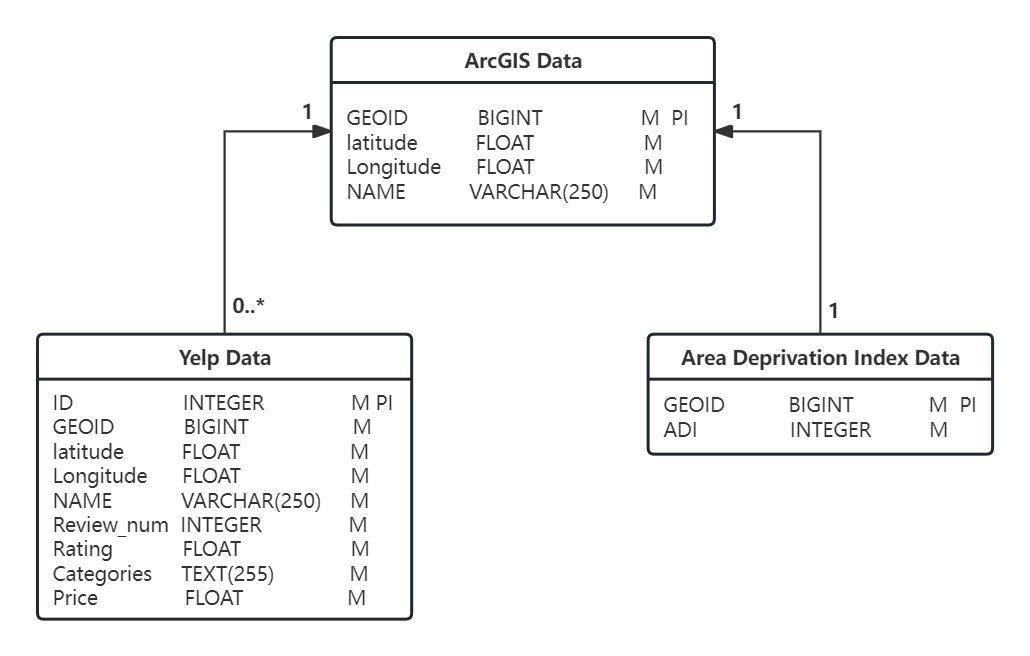 ArcGIS Data
1
1
GEOID BIGINT M PI
latitude FLOAT M
Longitude FLOAT M
NAME VARCHAR(250) M
0..*
1
Yelp Data
ID INTEGER M PI
GEOID BIGINT M
latitude FLOAT M
Longitude FLOAT M
NAME VARCHAR(250) M
Review_num INTEGER M
Rating FLOAT M
Categories TEXT(255) M
Price FLOAT M
Area Deprivation Index Data
GEOID BIGINT M PI
ADI INTEGER M